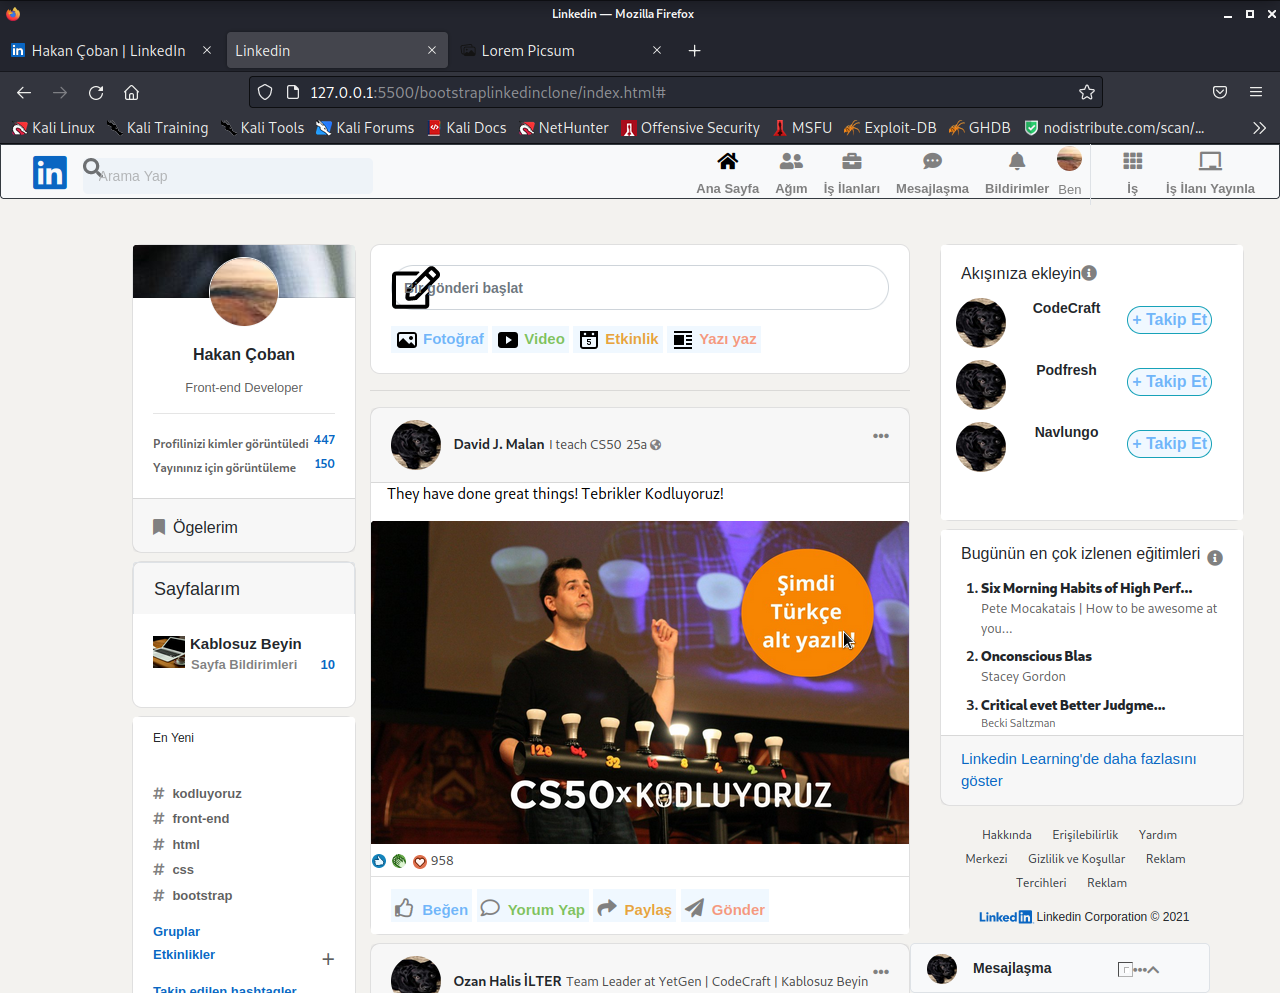 Linkedin — Mozilla Firefox
Hakan Çoban | LinkedIn
Linkedin
Lorem Picsum
127.0.0.1:5500/bootstraplinkedinclone/index.html#
Kali Linux Kali Training Kali Tools Kali Forums Kali Docs NetHunter Offensive Security MSFU Exploit-DB GHDB nodistribute.com/scan/...
in Arama Yap
Ana Sayfa Ağım İş İlanları Mesajlaşma Bildirimler Ben İş İş İlanı Yayınla
Hakan Çoban
Front-end Developer
Profilinizi kimler görüntüledi 447
Yayınınız için görüntüleme 150
Ögelerim
Sayfalarım
Kablosuz Beyin
Sayfa Bildirimleri 10
En Yeni
# kodluyoruz
# front-end
# html
# css
# bootstrap
Gruplar
Etkinlikler +
Takip edilen hashtagler
Bir gönderi başlat
Fotoğraf Video Etkinlik Yazı yaz
David J. Malan I teach CS50 25a
They have done great things! Tebrikler Kodluyoruz!
Şimdi
Türkçe
alt yazılı!
128 64 32 16 8 4 2 1
CS50xKODLUYORUZ
958
Beğen Yorum Yap Paylaş Gönder
Ozan Halis İLTER Team Leader at YetGen | CodeCraft | Kablosuz Beyin
Akışınıza ekleyin
CodeCraft
+ Takip Et
Podfresh
+ Takip Et
Navlungo
+ Takip Et
Bugünün en çok izlenen eğitimleri
1. Six Morning Habits of High Perf...
Pete Mocakatais | How to be awesome at
you...
2. Onconscious Blas
Stacey Gordon
3. Critical evet Better Judgme...
Becki Saltzman
Linkedin Learning'de daha fazlasını
göster
Hakkında Erişilebilirlik Yardım
Merkezi Gizlilik ve Koşullar Reklam
Tercihleri Reklam
Linkedin Linkedin Corporation © 2021
Mesajlaşma